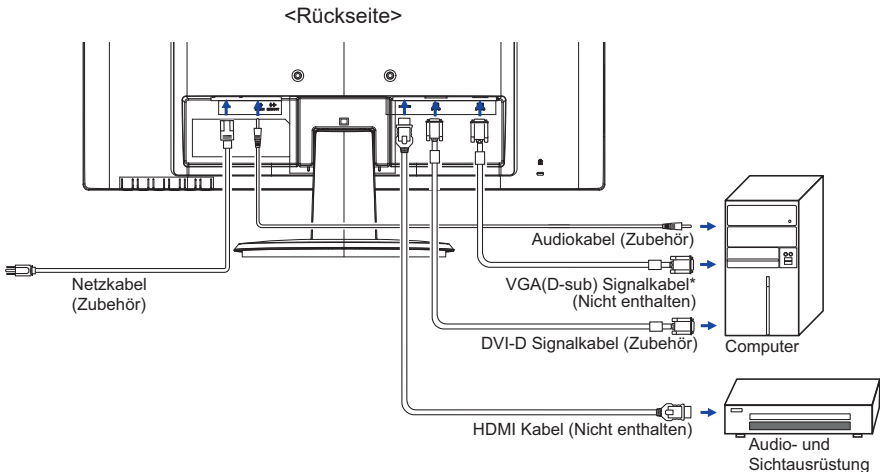 <Rückseite>
Audiokabel (Zubehör)
Netzkabel
(Zubehör)
VGA(D-sub) Signalkabel*
(Nicht enthalten)
DVI-D Signalkabel (Zubehör)
Computer
HDMI Kabel (Nicht enthalten)
Audio- und
Sichtausrüstung